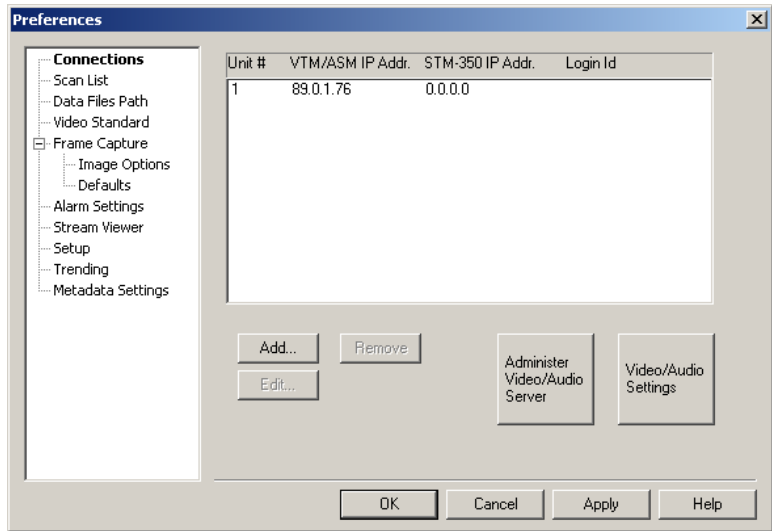 Preferences
Connections
Scan List
Data Files Path
Video Standard
Frame Capture
Image Options
Defaults
Alarm Settings
Stream Viewer
Setup
Trending
Metadata Settings
Unit # VTM/ASM IP Addr. STM-350 IP Addr. Login Id
1 89.0.1.76 0.0.0.0
Add... Remove
Edit...
Administer
Video/Audio
Server
Video/Audio
Settings
OK Cancel Apply Help